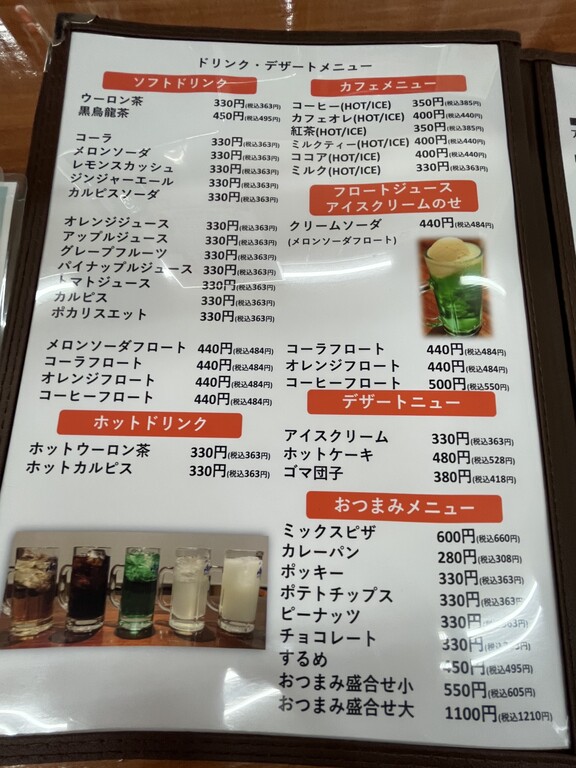 ドリンク・デザートメニュー
ソフトドリンク
ウーロン茶 330円(税込363円)
黒烏龍茶 450円(税込495円)
コーラ 330円(税込363円)
メロンソーダ 330円(税込363円)
レモンスカッシュ 330円(税込363円)
ジンジャーエール 330円(税込363円)
カルピスソーダ 330円(税込363円)
オレンジジュース 330円(税込363円)
アップルジュース 330円(税込363円)
グレープフルーツ 330円(税込363円)
パイナップルジュース 330円(税込363円)
トマトジュース 330円(税込363円)
カルピス 330円(税込363円)
ポカリスエット 330円(税込363円)
メロンソーダフロート 440円(税込484円)
コーラフロート 440円(税込484円)
オレンジフロート 440円(税込484円)
コーヒーフロート 440円(税込484円)
ホットドリンク
ホットウーロン茶 330円(税込363円)
ホットカルピス 330円(税込363円)
カフェメニュー
コーヒー(HOT/ICE) 350円(税込385円)
カフェオレ(HOT/ICE) 400円(税込440円)
紅茶(HOT/ICE) 350円(税込385円)
ミルクティー(HOT/ICE) 400円(税込440円)
ココア(HOT/ICE) 400円(税込440円)
ミルク(HOT/ICE) 330円(税込363円)
フロートジュース
アイスクリームのせ
クリームソーダ 440円(税込484円)
(メロンソーダフロート)
コーラフロート 440円(税込484円)
オレンジフロート 440円(税込484円)
コーヒーフロート 500円(税込550円)
デザートニュー
アイスクリーム 330円(税込363円)
ホットケーキ 480円(税込528円)
ゴマ団子 380円(税込418円)
おつまみメニュー
ミックスピザ 600円(税込660円)
カレーパン 280円(税込308円)
ポッキー 330円(税込363円)
ポテトチップス 330円(税込363円)
ピーナッツ 330円
チョコレート 330円
するめ 450円(税込495円)
おつまみ盛合せ小 550円(税込605円)
おつまみ盛合せ大 1100円(税込1210円)